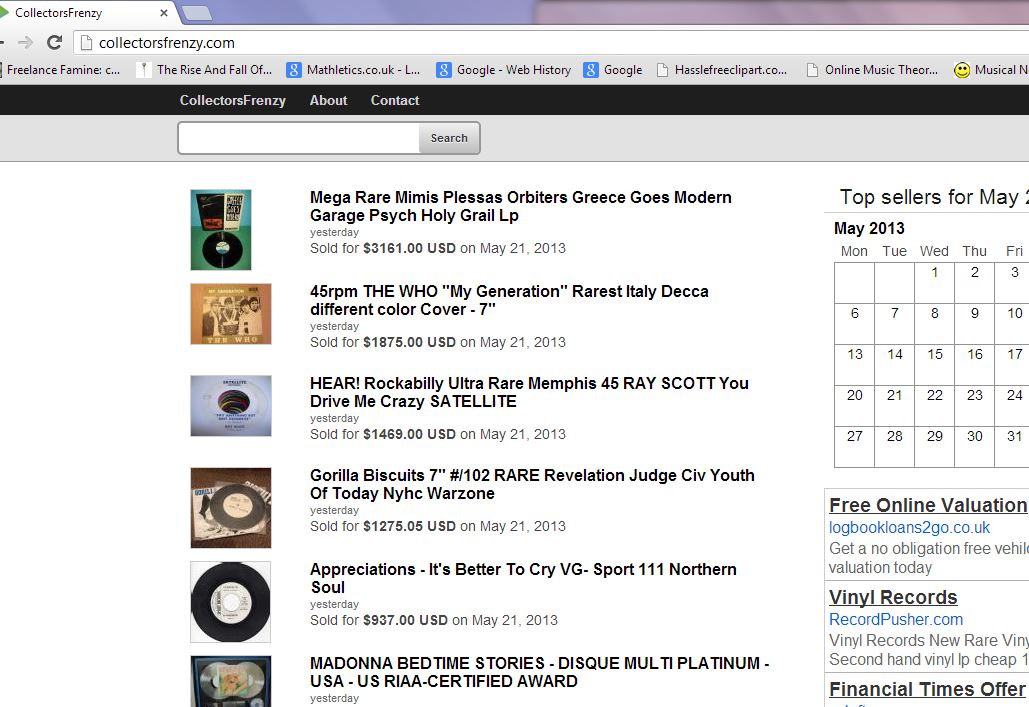 CollectorsFrenzy
collectorsfrenzy.com
Freelance Famine: c... The Rise And Fall Of... Mathletics.co.uk - L... Google - Web History Google Hasslefreeclipart.co... Online Music Theor... Musical N
CollectorsFrenzy About Contact
Search
Mega Rare Mimis Plessas Orbiters Greece Goes Modern
Garage Psych Holy Grail Lp
yesterday
Sold for $3161.00 USD on May 21, 2013
45rpm THE WHO "My Generation" Rarest Italy Decca
different color Cover - 7"
yesterday
Sold for $1875.00 USD on May 21, 2013
THE WHO
HEAR! Rockabilly Ultra Rare Memphis 45 RAY SCOTT You
Drive Me Crazy SATELLITE
yesterday
Sold for $1469.00 USD on May 21, 2013
SATELLITE
Gorilla Biscuits 7" #/102 RARE Revelation Judge Civ Youth
Of Today Nyhc Warzone
yesterday
Sold for $1275.05 USD on May 21, 2013
Appreciations - It's Better To Cry VG- Sport 111 Northern
Soul
yesterday
Sold for $937.00 USD on May 21, 2013
MADONNA BEDTIME STORIES - DISQUE MULTI PLATINUM -
USA - US RIAA-CERTIFIED AWARD
yesterday
Top sellers for May 2
May 2013
Mon Tue Wed Thu Fri
1 2 3
6 7 8 9 10
13 14 15 16 17
20 21 22 23 24
27 28 29 30 31
Free Online Valuation
logbookloans2go.co.uk
Get a no obligation free vehi
valuation today
Vinyl Records
RecordPusher.com
Vinyl Records New Rare Viny
Second hand vinyl lp cheap 1
Financial Times Offer